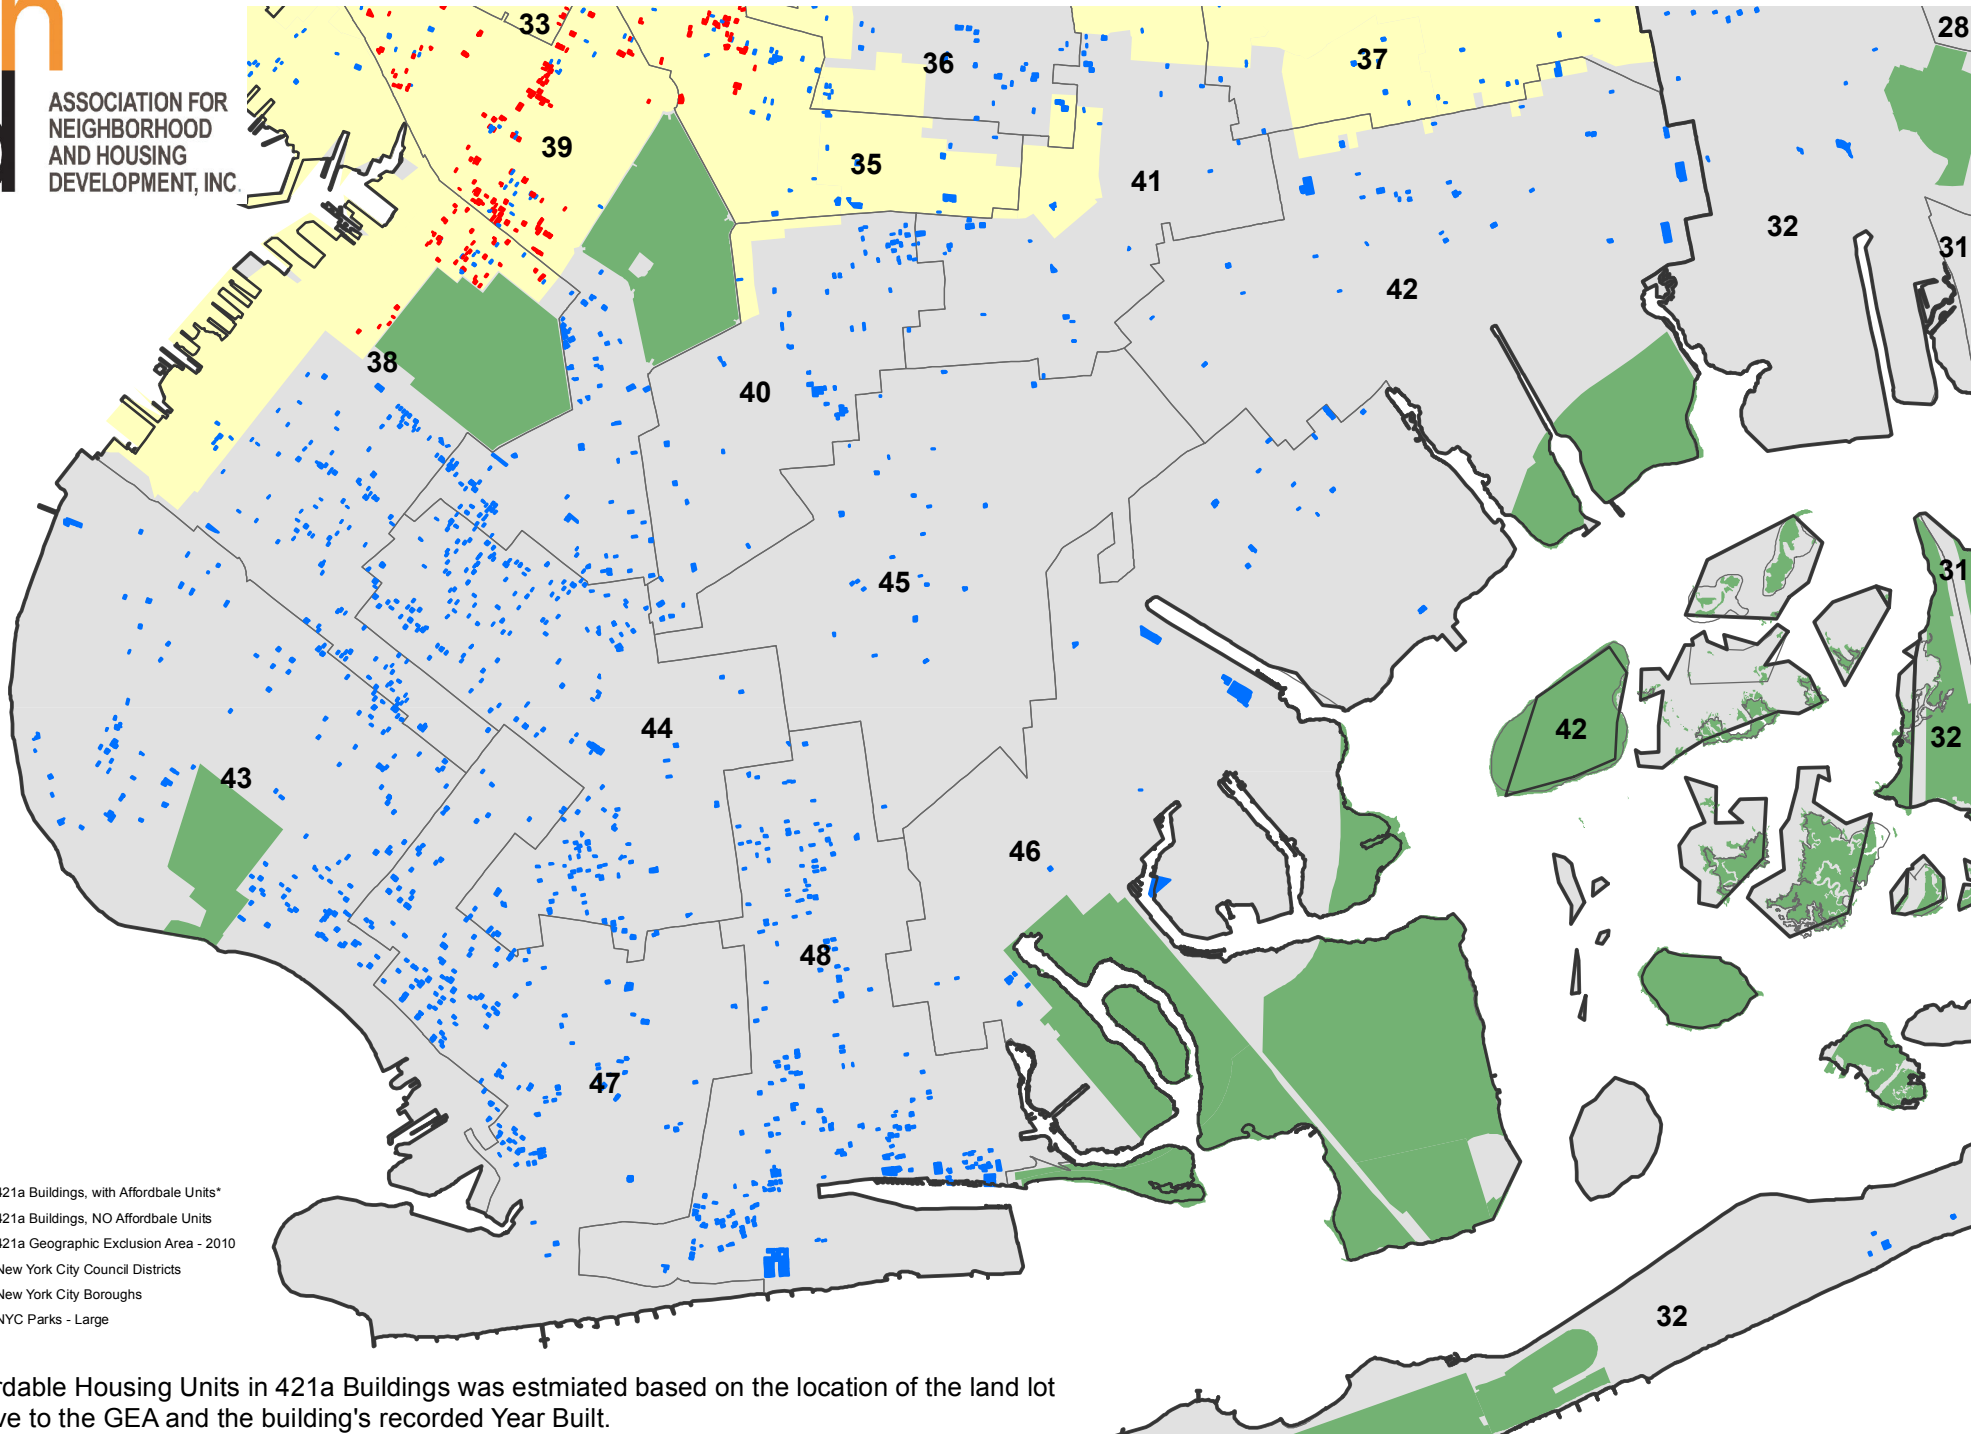 33
28
36
37
ASSOCIATION FOR
NEIGHBORHOOD
AND HOUSING
DEVELOPMENT, INC.
39
35
41
32
31
42
38
40
45
31
44
42
32
43
46
48
47
421a Buildings, with Affordbale Units*
421a Buildings, NO Affordbale Units
421a Geographic Exclusion Area - 2010
New York City Council Districts
New York City Boroughs
NYC Parks - Large
32
rdable Housing Units in 421a Buildings was estmiated based on the location of the land lot
ve to the GEA and the building's recorded Year Built.